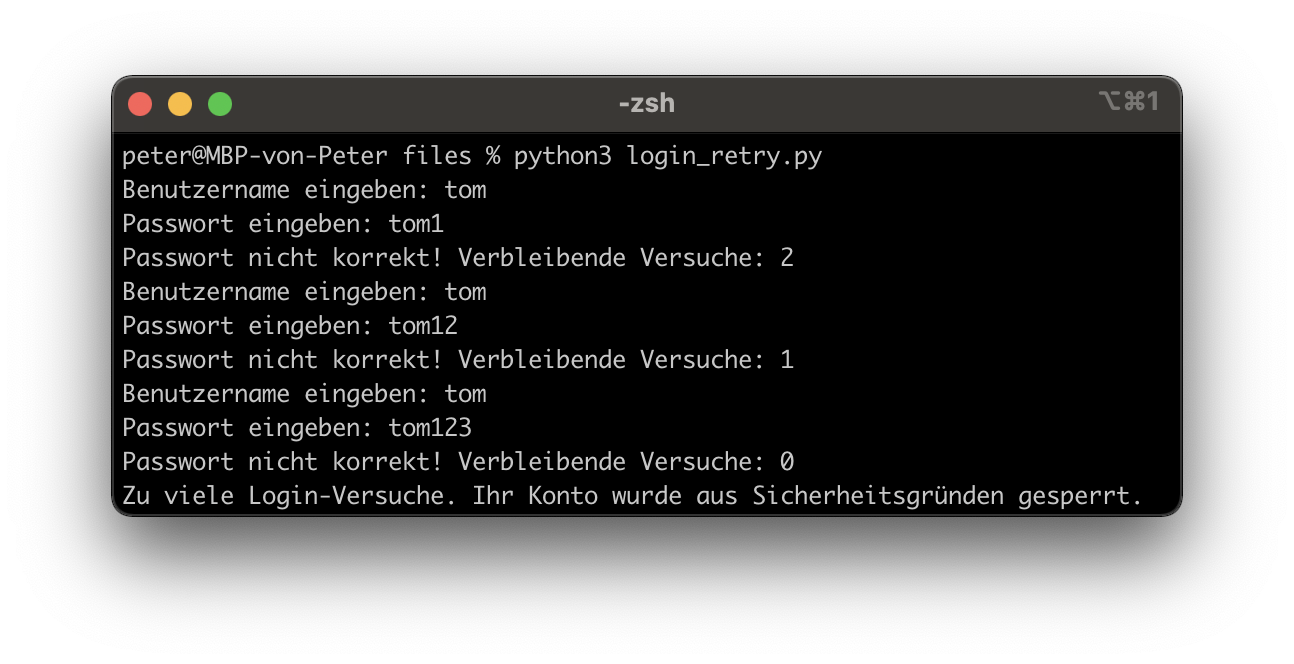 -zsh
⌥⌘1
peter@MBP-von-Peter files % python3 login_retry.py
Benutzername eingeben: tom
Passwort eingeben: tom1
Passwort nicht korrekt! Verbleibende Versuche: 2
Benutzername eingeben: tom
Passwort eingeben: tom12
Passwort nicht korrekt! Verbleibende Versuche: 1
Benutzername eingeben: tom
Passwort eingeben: tom123
Passwort nicht korrekt! Verbleibende Versuche: 0
Zu viele Login-Versuche. Ihr Konto wurde aus Sicherheitsgründen gesperrt.